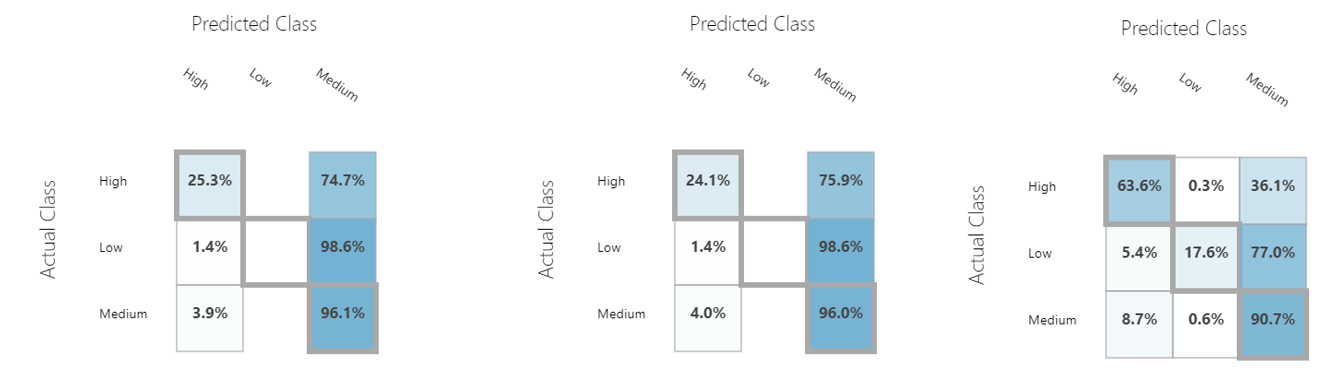 Predicted Class
High Low Medium
Actual Class
High 25.3% 74.7%
Low 1.4% 98.6%
Medium 3.9% 96.1%
Predicted Class
High Low Medium
Actual Class
High 24.1% 75.9%
Low 1.4% 98.6%
Medium 4.0% 96.0%
Predicted Class
High Low Medium
Actual Class
High 63.6% 0.3% 36.1%
Low 5.4% 17.6% 77.0%
Medium 8.7% 0.6% 90.7%